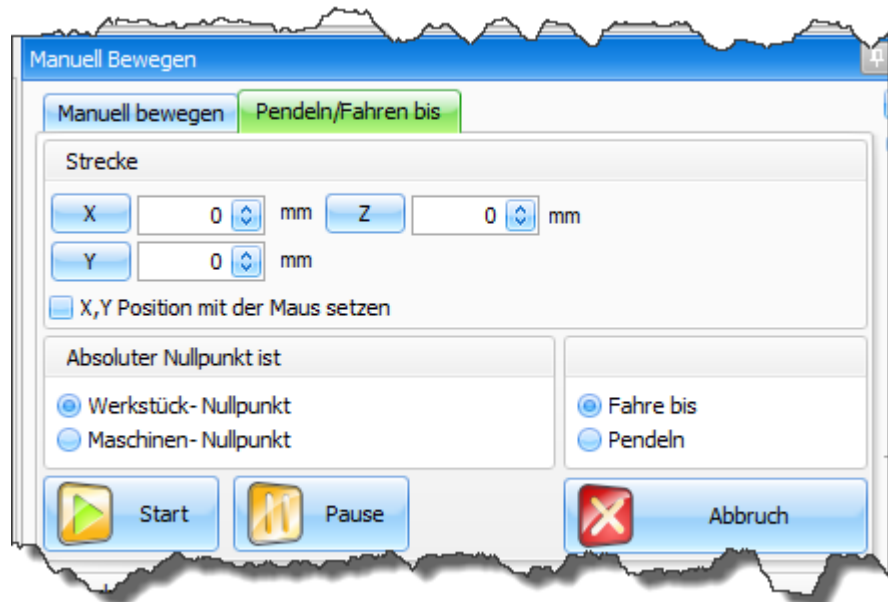 Manuell Bewegen
Manuell bewegen Pendeln/Fahren bis
Strecke
X 0 mm Z 0 mm
Y 0 mm
X,Y Position mit der Maus setzen
Absoluter Nullpunkt ist
Werkstück- Nullpunkt Fahre bis
Maschinen- Nullpunkt Pendeln
Start Pause Abbruch